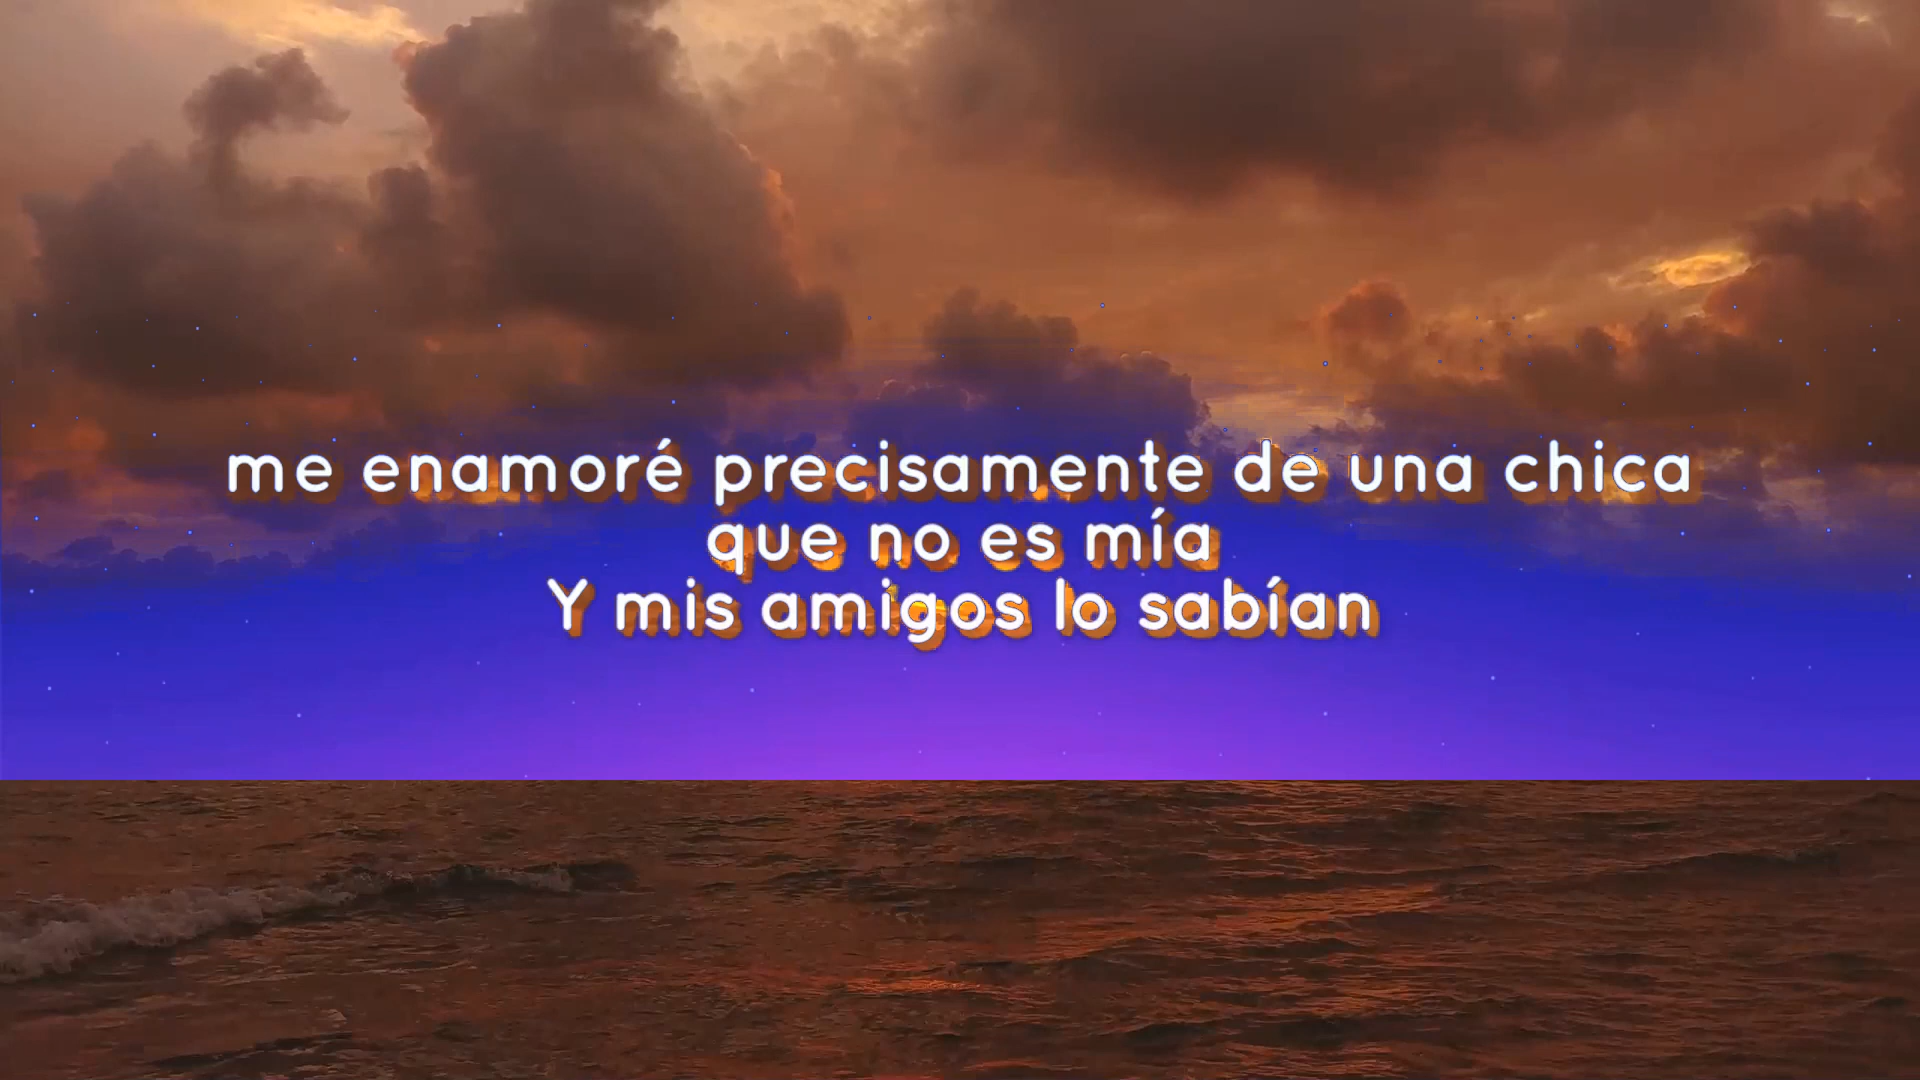 me enamoré precisamente de una chica
que no es mía
Y mis amigos lo sabían